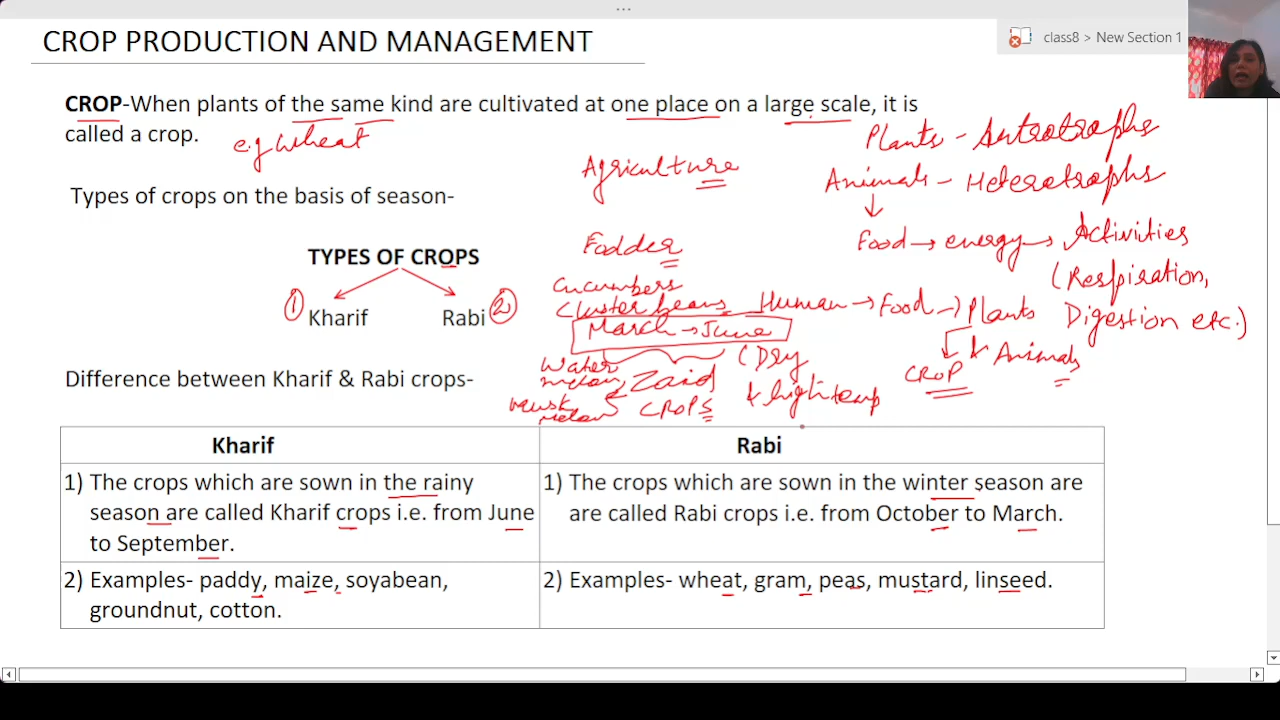 CROP PRODUCTION AND MANAGEMENT
class8 > New Section 1
CROP-When plants of the same kind are cultivated at one place on a large scale, it is
called a crop.
e.g wheat
Plants - Autotrophs
Agriculture
Animals - Heterotrophs
Types of crops on the basis of season-
Food → energy → Activities
(Respiration,
Digestion etc.)
Fodder
TYPES OF CROPS
Cucumbers
Cluster beans
Human → Food → Plants
& Animals
CROP
① Kharif
Rabi ②
March → June
(Dry
& high temp
Water
melon
Zaid
CROPS
Musk
melon
Difference between Kharif & Rabi crops-
Kharif
Rabi
1) The crops which are sown in the rainy
season are called Kharif crops i.e. from June
to September.
1) The crops which are sown in the winter season are
are called Rabi crops i.e. from October to March.
2) Examples- paddy, maize, soyabean,
groundnut, cotton.
2) Examples- wheat, gram, peas, mustard, linseed.